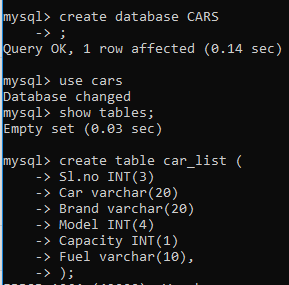 mysql> create database CARS
-> ;
Query OK, 1 row affected (0.14 sec)
mysql> use cars
Database changed
mysql> show tables;
Empty set (0.03 sec)
mysql> create table car_list (
-> Sl.no INT(3)
-> Car varchar(20)
-> Brand varchar(20)
-> Model INT(4)
-> Capacity INT(1)
-> Fuel varchar(10),
-> );